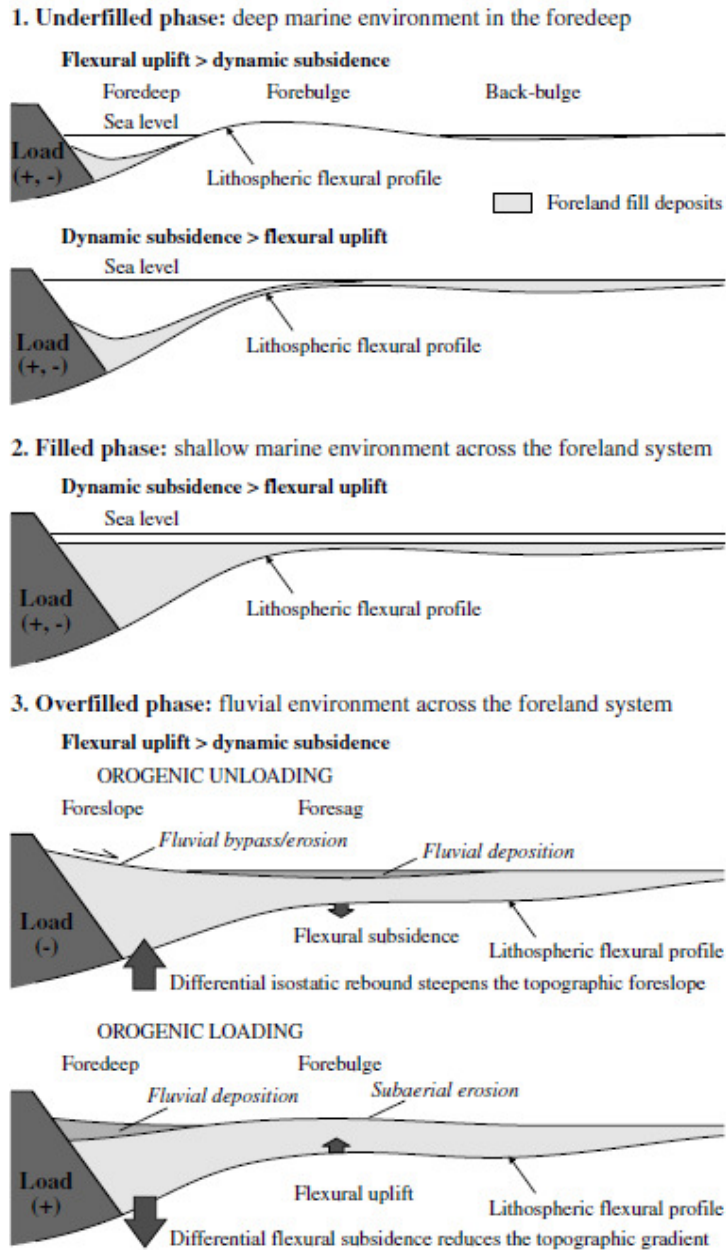 1. Underfilled phase: deep marine environment in the foredeep
Flexural uplift > dynamic subsidence
Foredeep Forebulge Back-bulge
Sea level
Load
(+, -)
Lithospheric flexural profile
Foreland fill deposits
Dynamic subsidence > flexural uplift
Sea level
Load
(+, -)
Lithospheric flexural profile
2. Filled phase: shallow marine environment across the foreland system
Dynamic subsidence > flexural uplift
Sea level
Load
(+, -)
Lithospheric flexural profile
3. Overfilled phase: fluvial environment across the foreland system
Flexural uplift > dynamic subsidence
OROGENIC UNLOADING
Foreslope Foresag
Fluvial bypass/erosion
Fluvial deposition
Load
(-)
Flexural subsidence
Lithospheric flexural profile
Differential isostatic rebound steepens the topographic foreslope
OROGENIC LOADING
Foredeep Forebulge
Fluvial deposition
Subaerial erosion
Load
(+)
Flexural uplift
Lithospheric flexural profile
Differential flexural subsidence reduces the topographic gradient